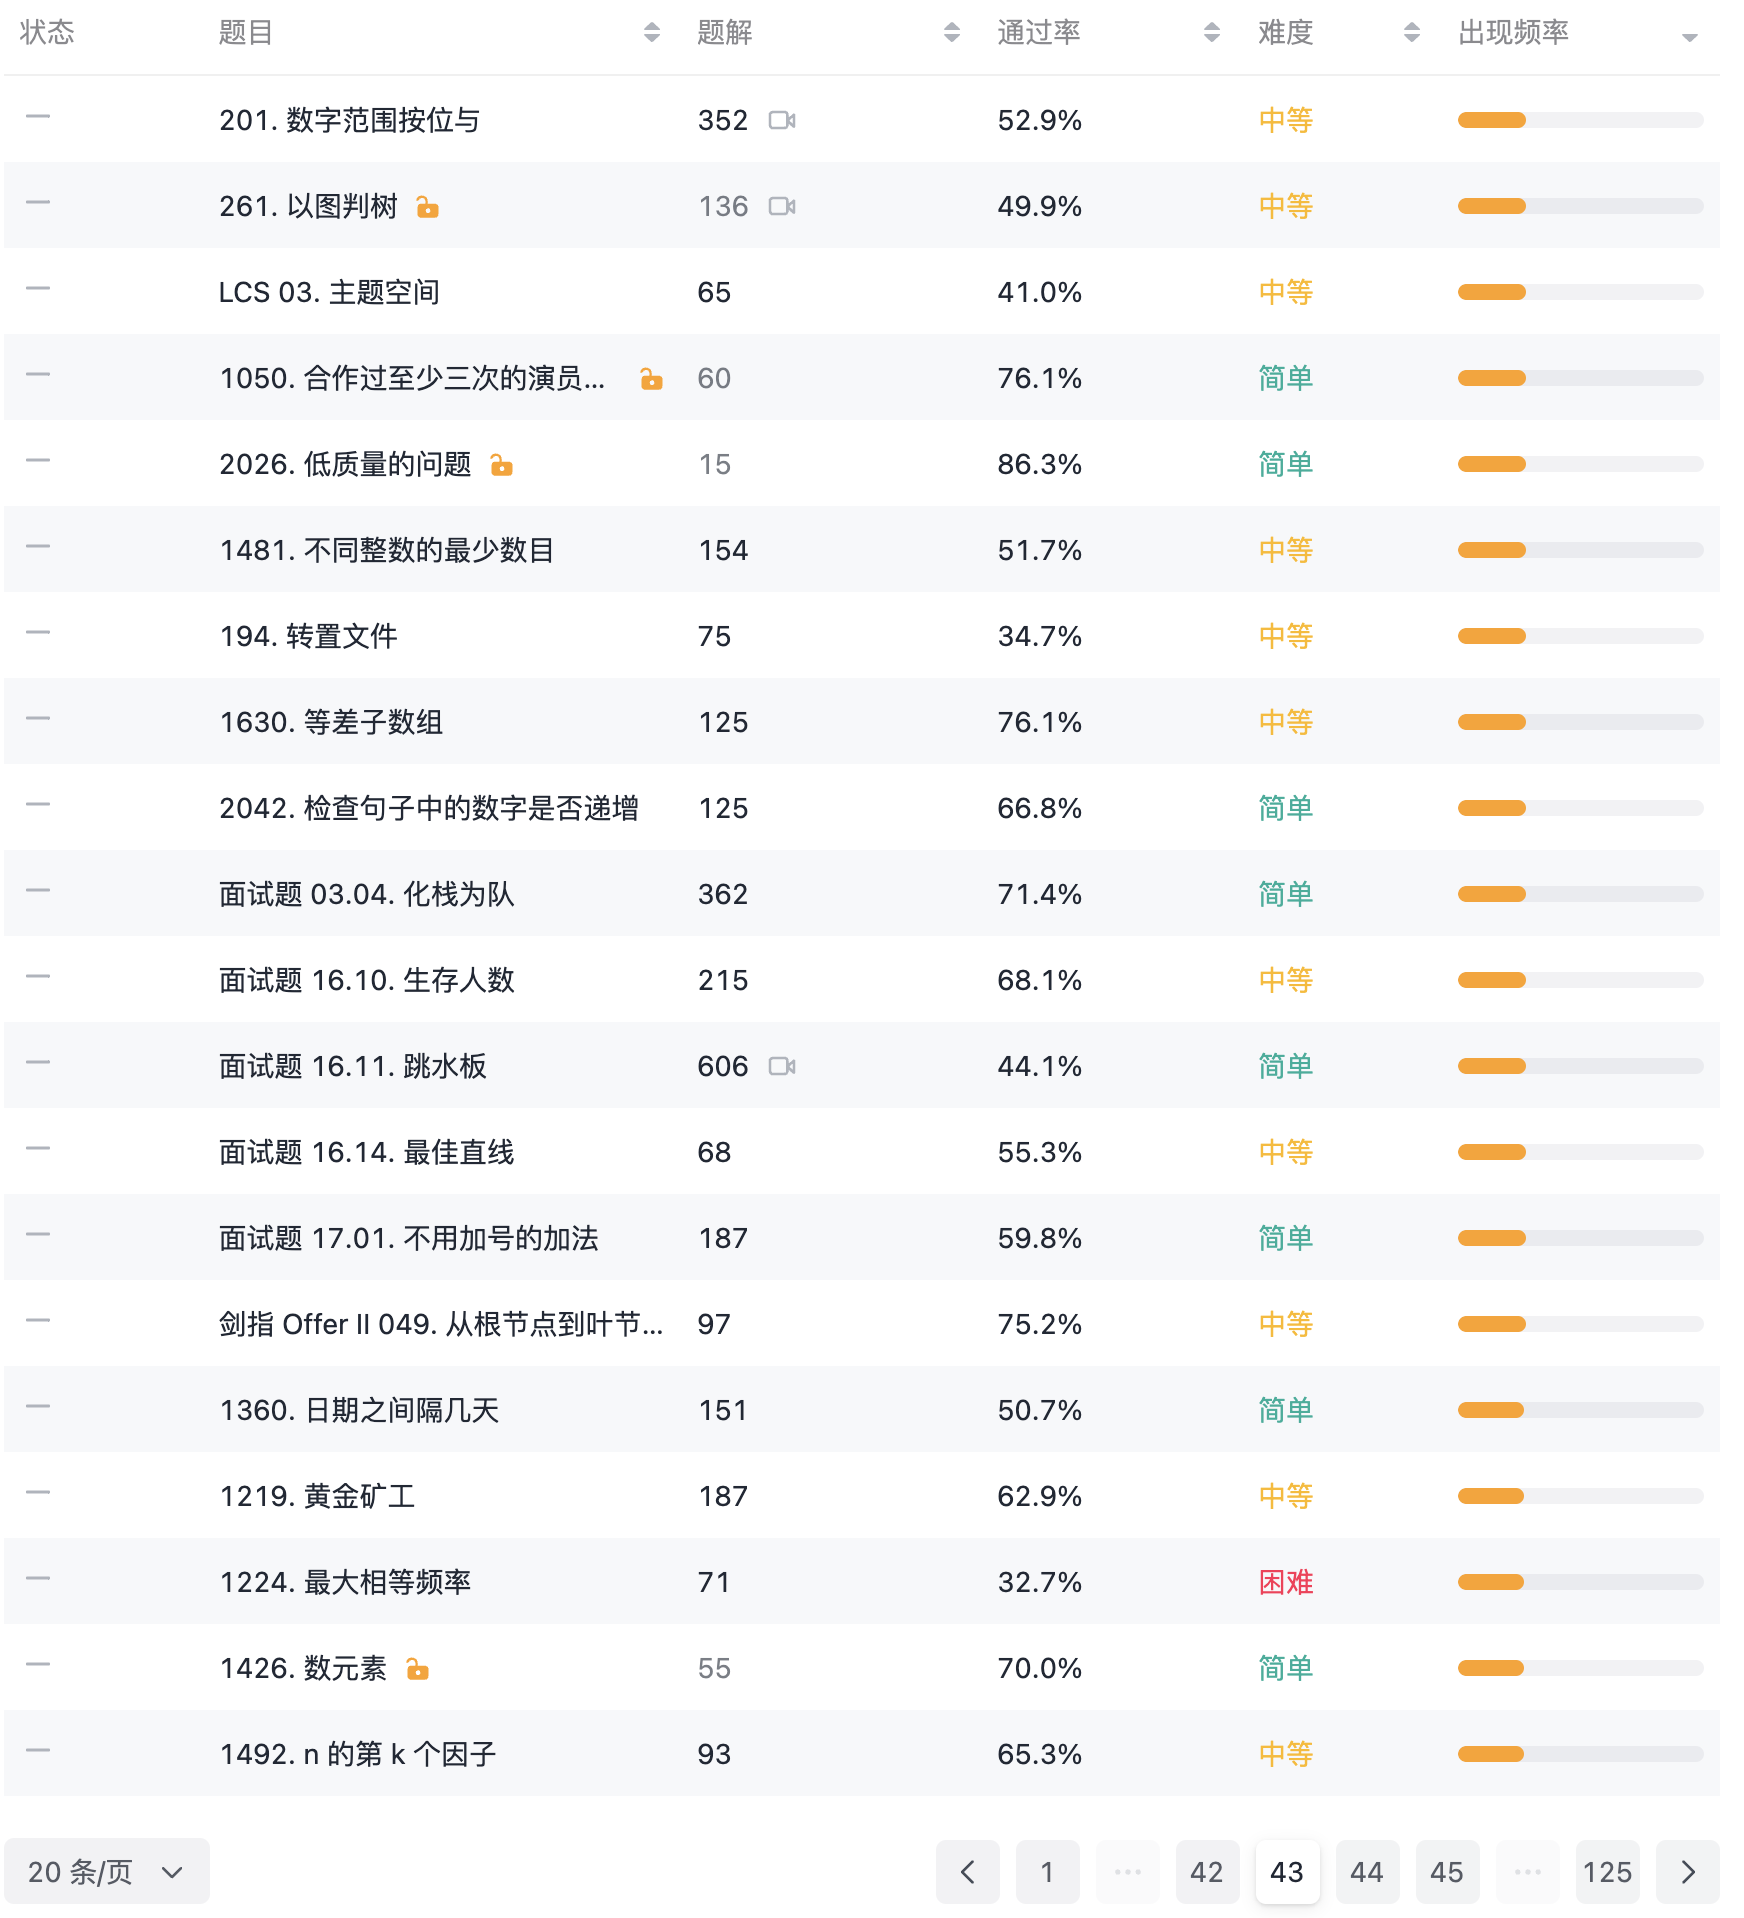 状态 题目 题解 通过率 难度 出现频率
201. 数字范围按位与 352 52.9% 中等
261. 以图判树 136 49.9% 中等
LCS 03. 主题空间 65 41.0% 中等
1050. 合作过至少三次的演员... 60 76.1% 简单
2026. 低质量的问题 15 86.3% 简单
1481. 不同整数的最少数目 154 51.7% 中等
194. 转置文件 75 34.7% 中等
1630. 等差子数组 125 76.1% 中等
2042. 检查句子中的数字是否递增 125 66.8% 简单
面试题 03.04. 化栈为队 362 71.4% 简单
面试题 16.10. 生存人数 215 68.1% 中等
面试题 16.11. 跳水板 606 44.1% 简单
面试题 16.14. 最佳直线 68 55.3% 中等
面试题 17.01. 不用加号的加法 187 59.8% 简单
剑指 Offer II 049. 从根节点到叶节... 97 75.2% 中等
1360. 日期之间隔几天 151 50.7% 简单
1219. 黄金矿工 187 62.9% 中等
1224. 最大相等频率 71 32.7% 困难
1426. 数元素 55 70.0% 简单
1492. n 的第 k 个因子 93 65.3% 中等
20 条/页 1 ... 42 43 44 45 ... 125